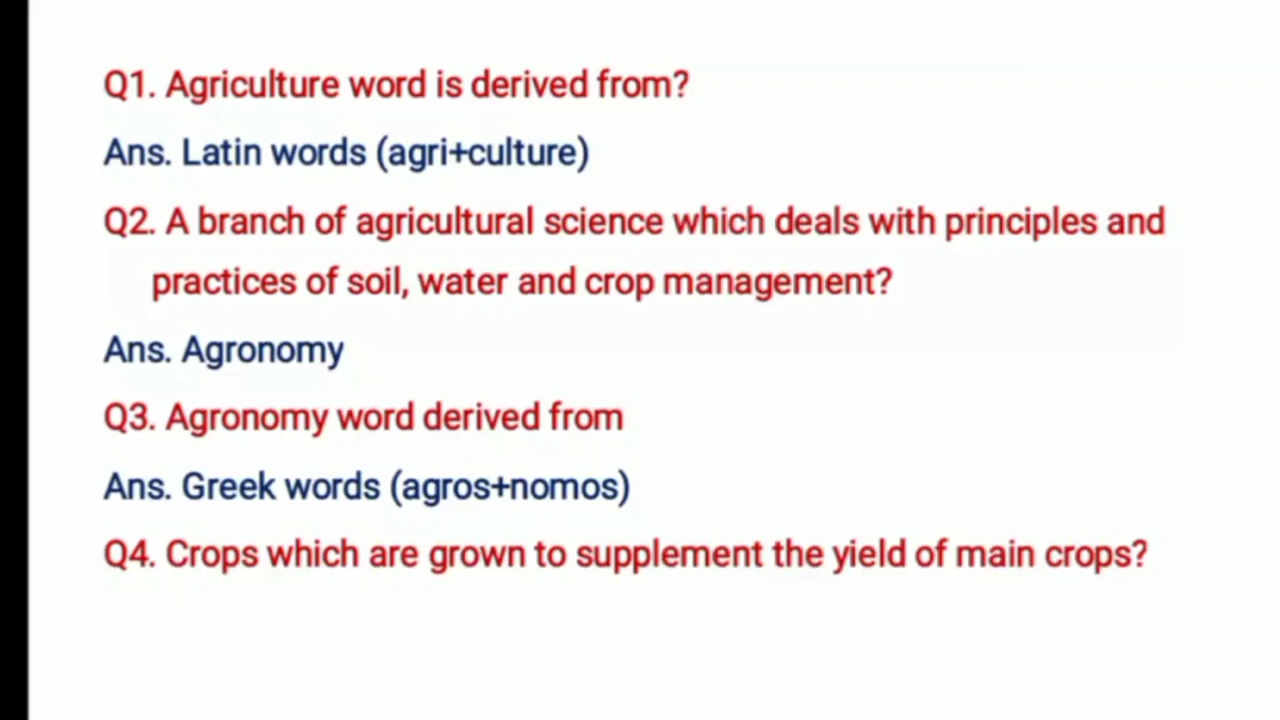 Q1. Agriculture word is derived from?
Ans. Latin words (agri+culture)
Q2. A branch of agricultural science which deals with principles and
practices of soil, water and crop management?
Ans. Agronomy
Q3. Agronomy word derived from
Ans. Greek words (agros+nomos)
Q4. Crops which are grown to supplement the yield of main crops?